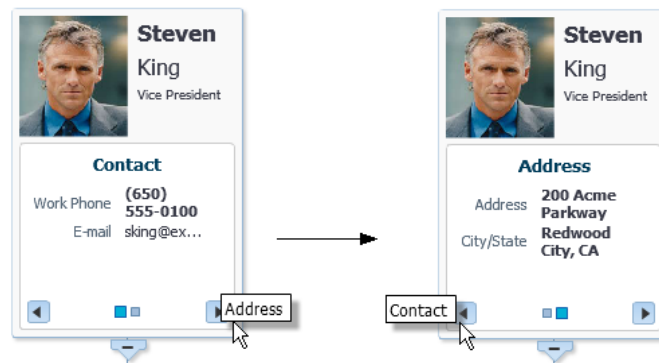 Steven
King
Vice President
Contact
Work Phone (650)
555-0100
E-mail sking@ex...
Address
Steven
King
Vice President
Address
Address 200 Acme
Parkway
City/State Redwood
City, CA
Contact